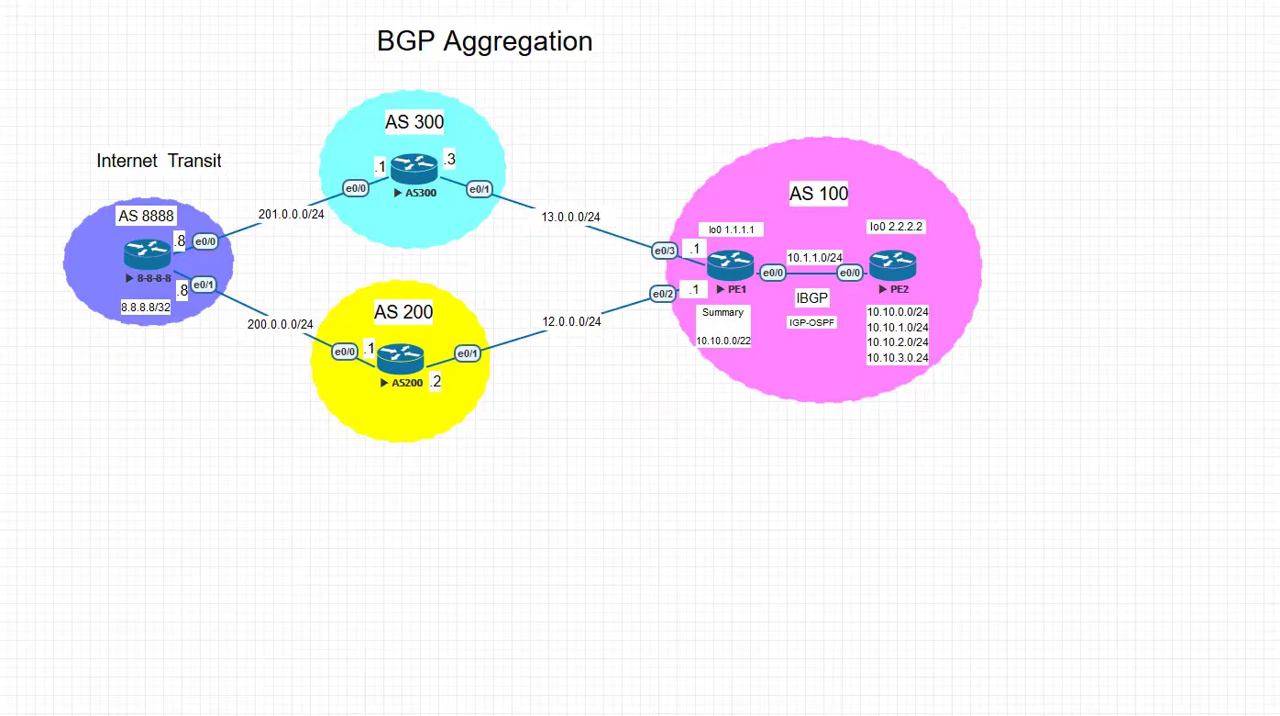 BGP Aggregation
AS 300
.1
.3
e0/0
AS300
e0/1
Internet Transit
AS 8888
.8
e0/0
8-8-8-8
.8
e0/1
8.8.8.8/32
201.0.0.0/24
200.0.0.0/24
AS 200
.1
e0/0
e0/1
AS200
.2
13.0.0.0/24
12.0.0.0/24
AS 100
lo0 1.1.1.1
lo0 2.2.2.2
e0/3
.1
e0/2
.1
PE1
e0/0
10.1.1.0/24
e0/0
PE2
IBGP
IGP-OSPF
Summary
10.10.0.0/22
10.10.0.0/24
10.10.1.0/24
10.10.2.0/24
10.10.3.0.24